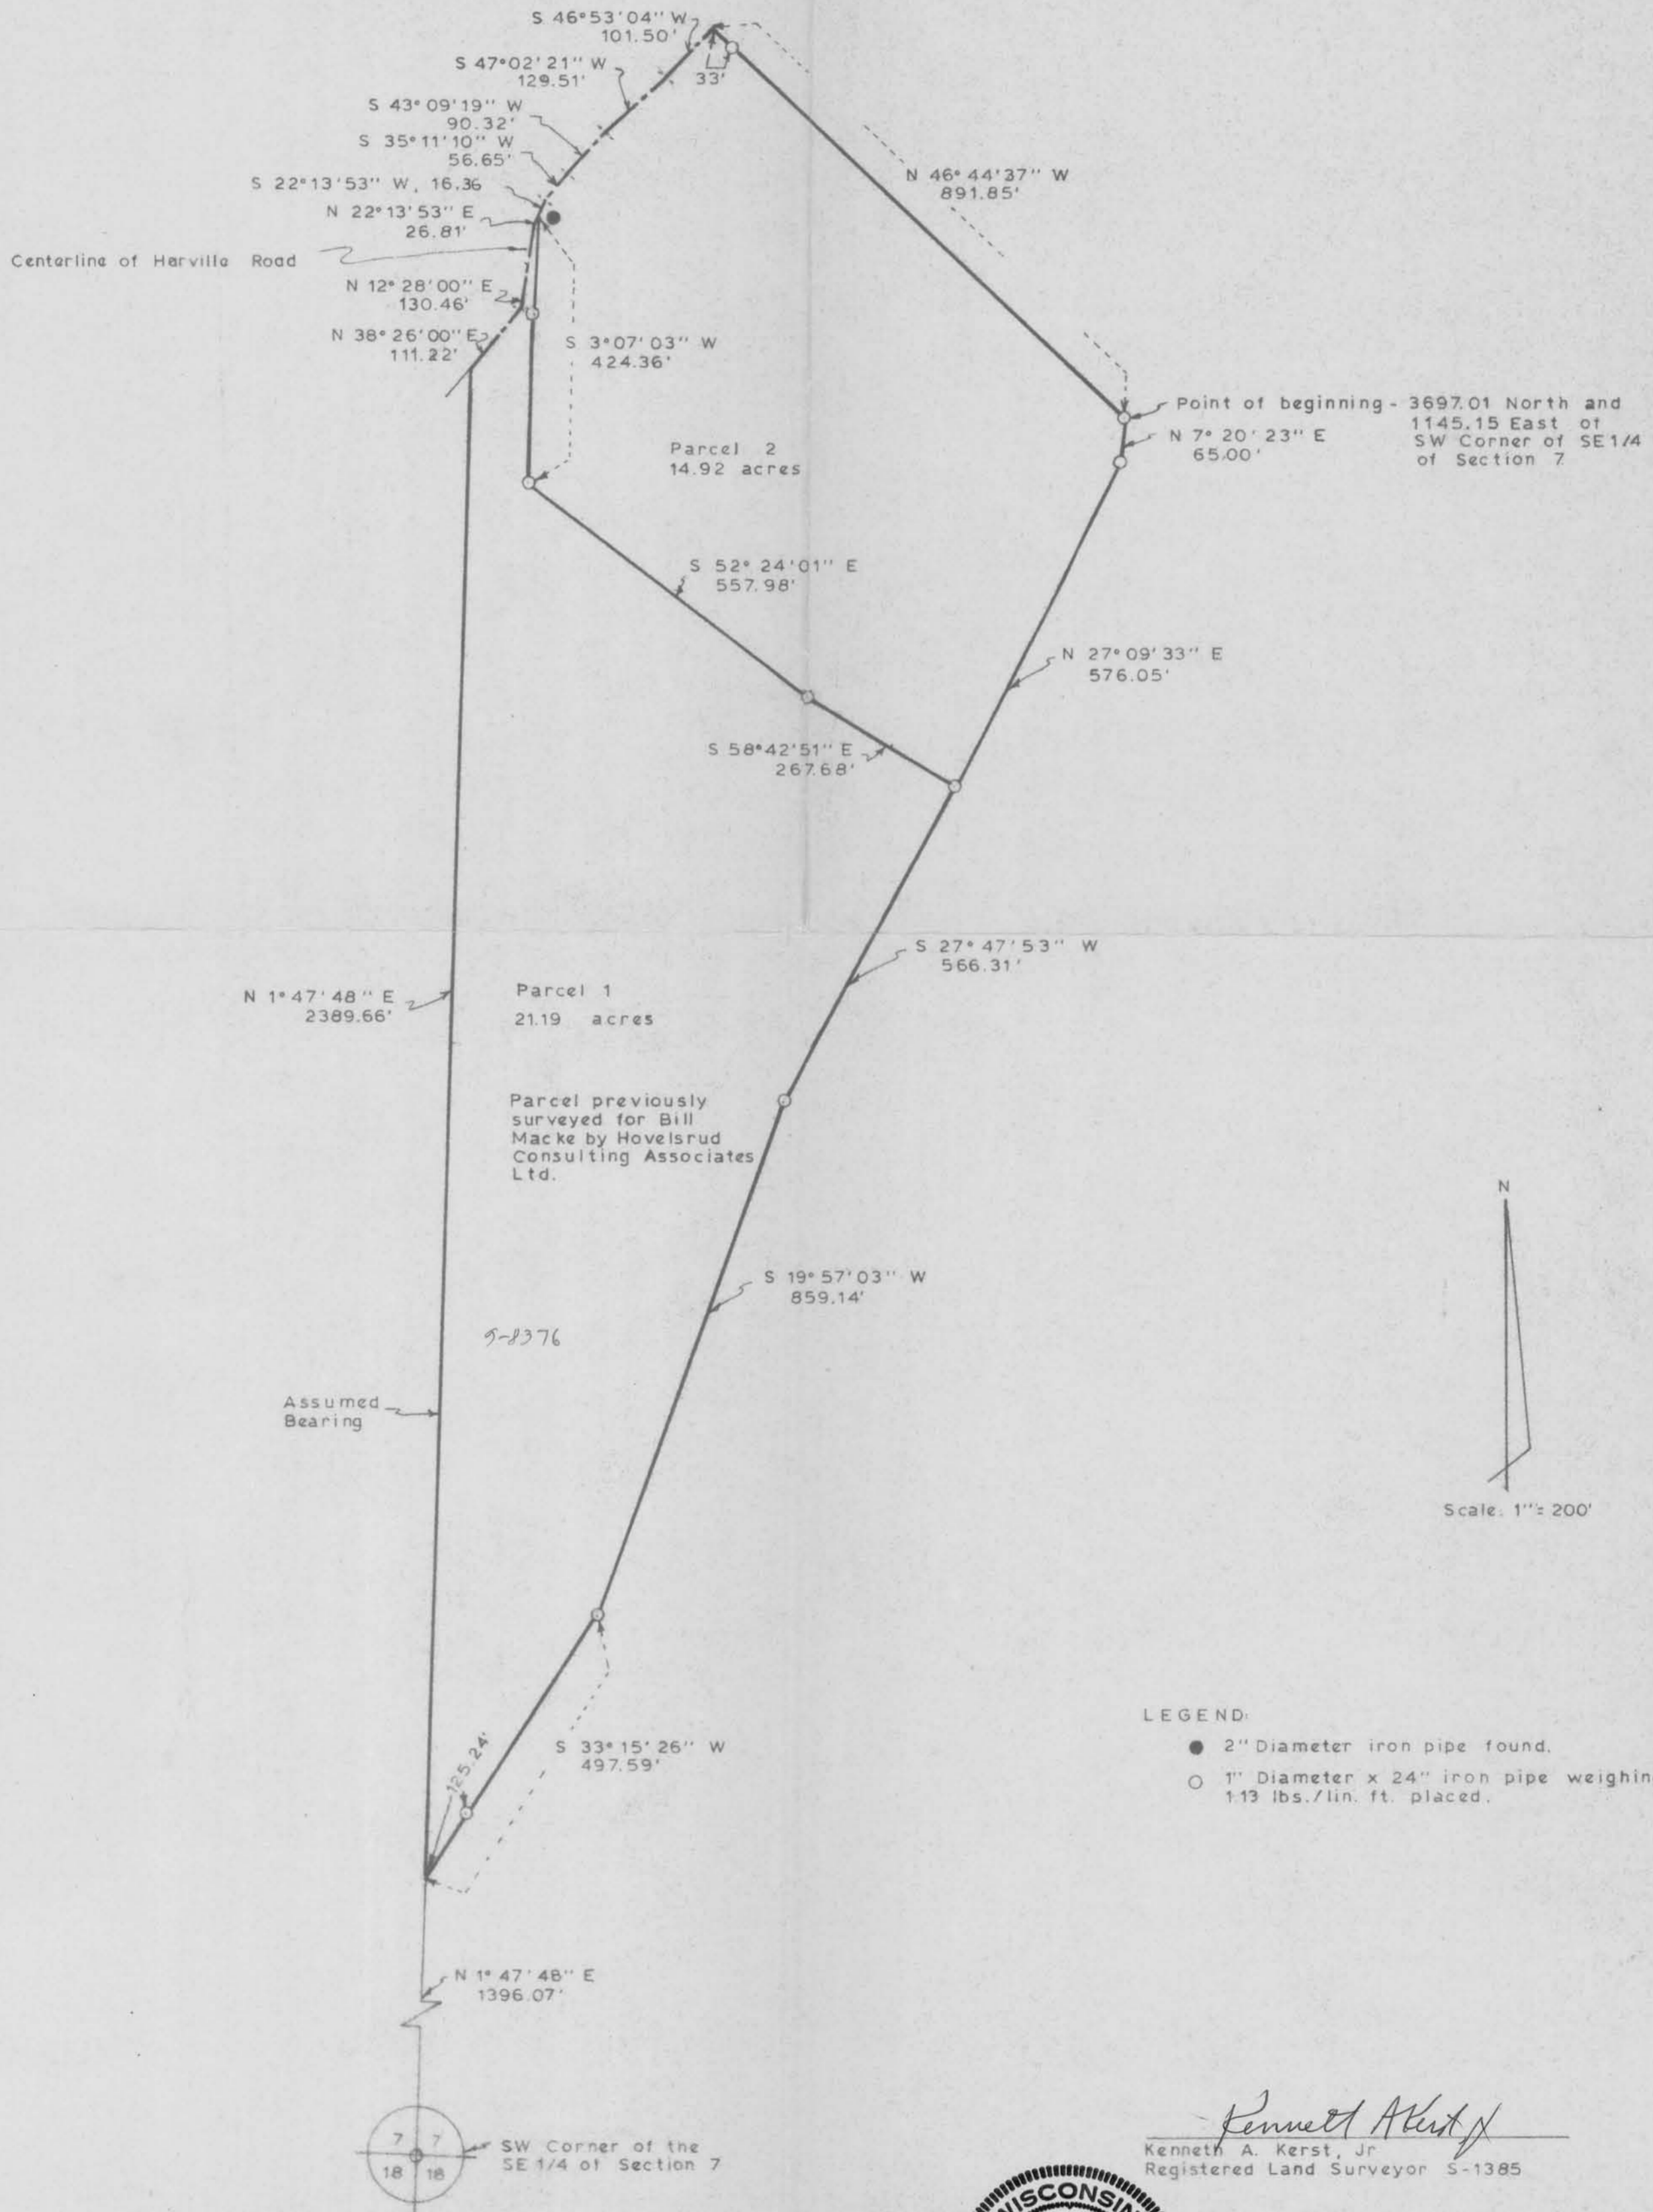 S 46°53'04" W
101.50'
S 47°02'21" W
129.51'
33'
S 43°09'19" W
90.32'
S 35°11'10" W
56.65'
S 22°13'53" W, 16.36
N 22°13'53" E
26.81'
Centerline of Harville Road
N 12°28'00" E
130.46'
N 38°26'00" E
111.22'
N 46°44'37" W
891.85'
S 3°07'03" W
424.36'
Point of beginning - 3697.01 North and
1145.15 East of
SW Corner of SE 1/4
of Section 7
N 7°20'23" E
65.00'
Parcel 2
14.92 acres
S 52°24'01" E
557.98'
N 27°09'33" E
576.05'
S 58°42'51" E
267.68'
S 27°47'53" W
566.31'
N 1°47'48" E
2389.66'
Parcel 1
21.19 acres
Parcel previously
surveyed for Bill
Macke by Hovelsrud
Consulting Associates
Ltd.
N
S 19°57'03" W
859.14'
5-8376
Assumed
Bearing
Scale: 1"= 200'
LEGEND:
2" Diameter iron pipe found.
1" Diameter x 24" iron pipe weighin
1.13 lbs./lin. ft. placed.
125.24'
S 33°15'26" W
497.59'
N 1°47'48" E
1396.07'
7 7
18 18
SW Corner of the
SE 1/4 of Section 7
Kenneth A Kerst Jr
Kenneth A. Kerst, Jr
Registered Land Surveyor S-1385
WISCONSIN